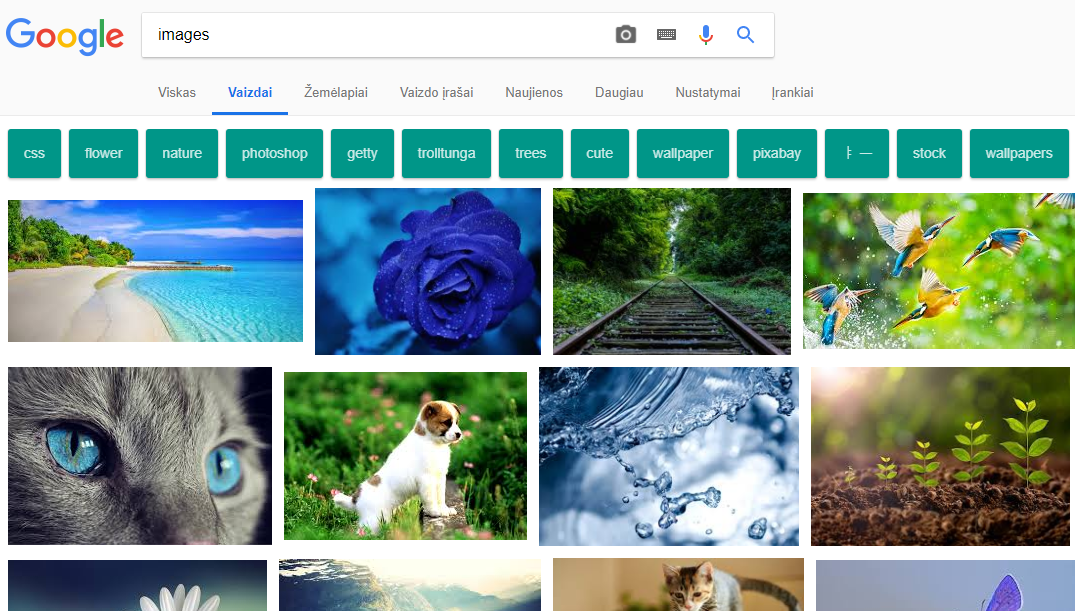 Google
images
Viskas Vaizdai Žemėlapiai Vaizdo įrašai Naujienos Daugiau Nustatymai Įrankiai
css flower nature photoshop getty trolltunga trees cute wallpaper pixabay ㅏ ㅡ stock wallpapers